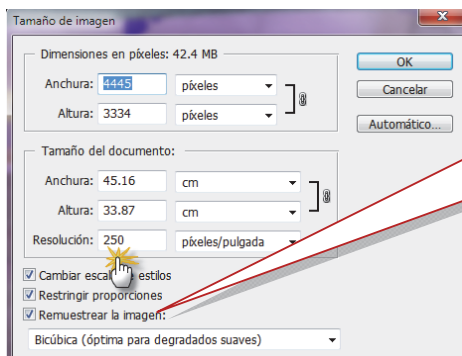 Tamaño de imagen
Dimensiones en píxeles: 42.4 MB
Anchura: 4445 píxeles
Altura: 3334 píxeles
OK
Cancelar
Automático...
Tamaño del documento:
Anchura: 45.16 cm
Altura: 33.87 cm
Resolución: 250 píxeles/pulgada
Cambiar escala de estilos
Restringir proporciones
Remuestrear la imagen:
Bicúbica (óptima para degradados suaves)